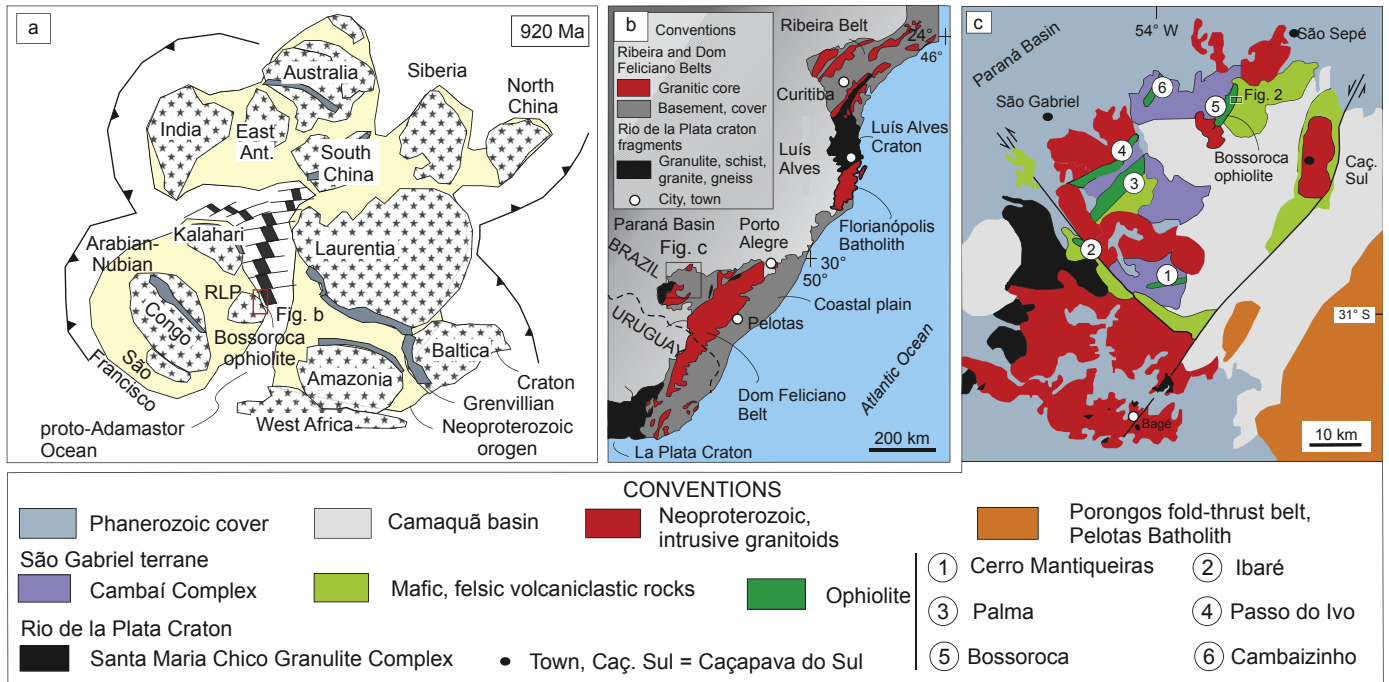 a
920 Ma
Australia
Siberia
North
China
India
East
Ant.
South
China
Kalahari
Laurentia
Arabian-
Nubian
RLP
Fig. b
Congo
Bossoroca
ophiolite
São
Francisco
Amazonia
Baltica
West Africa
Craton
Grenvillian
Neoproterozoic
orogen
proto-Adamastor
Ocean
b
Conventions
Ribeira and Dom
Feliciano Belts
Granitic core
Basement, cover
Rio de la Plata craton
fragments
Granulite, schist,
granite, gneiss
City, town
Ribeira Belt
24°
46°
Curitiba
Luís Alves
Craton
Luís
Alves
Paraná Basin
Fig. c
Porto
Alegre
Florianópolis
Batholith
BRAZIL
30°
50°
Coastal plain
URUGUAY
Pelotas
Dom Feliciano
Belt
Atlantic Ocean
200 km
La Plata Craton
c
54° W
Paraná Basin
São Sepé
São Gabriel
6
5
Fig. 2
Bossoroca
ophiolite
4
3
Caç.
Sul
2
1
31° S
Bagé
10 km
CONVENTIONS
Phanerozoic cover
Camaquã basin
Neoproterozoic,
intrusive granitoids
Porongos fold-thrust belt,
Pelotas Batholith
São Gabriel terrane
Cambaí Complex
Mafic, felsic volcaniclastic rocks
Ophiolite
Rio de la Plata Craton
Santa Maria Chico Granulite Complex
Town, Caç. Sul = Caçapava do Sul
1 Cerro Mantiqueiras
2 Ibaré
3 Palma
4 Passo do Ivo
5 Bossoroca
6 Cambaizinho